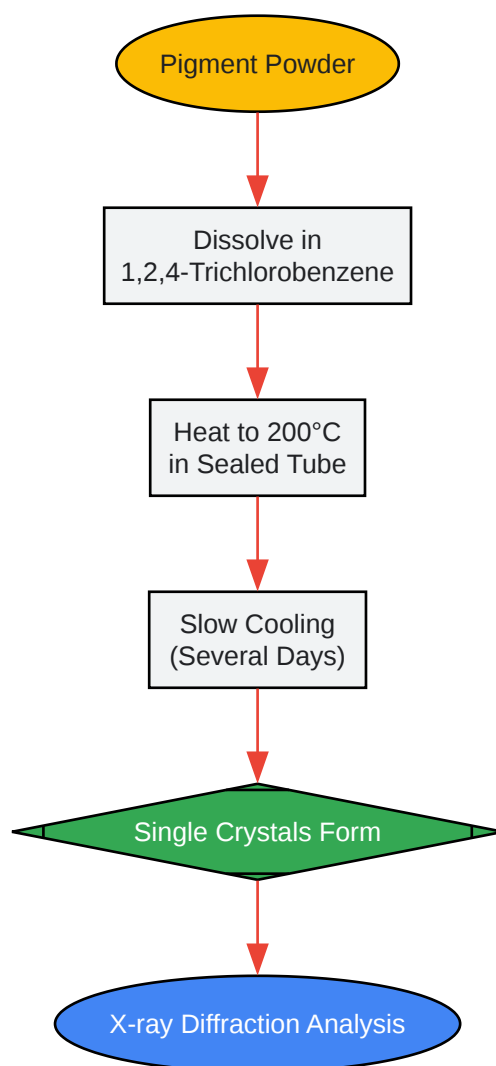 Pigment Powder
Dissolve in
1,2,4-Trichlorobenzene
Heat to 200°C
in Sealed Tube
Slow Cooling
(Several Days)
Single Crystals Form
X-ray Diffraction Analysis